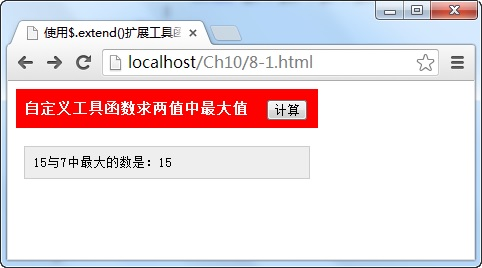 使用$.extend()扩展工具函
localhost/Ch10/8-1.html
自定义工具函数求两值中最大值 计算
15与7中最大的数是：15